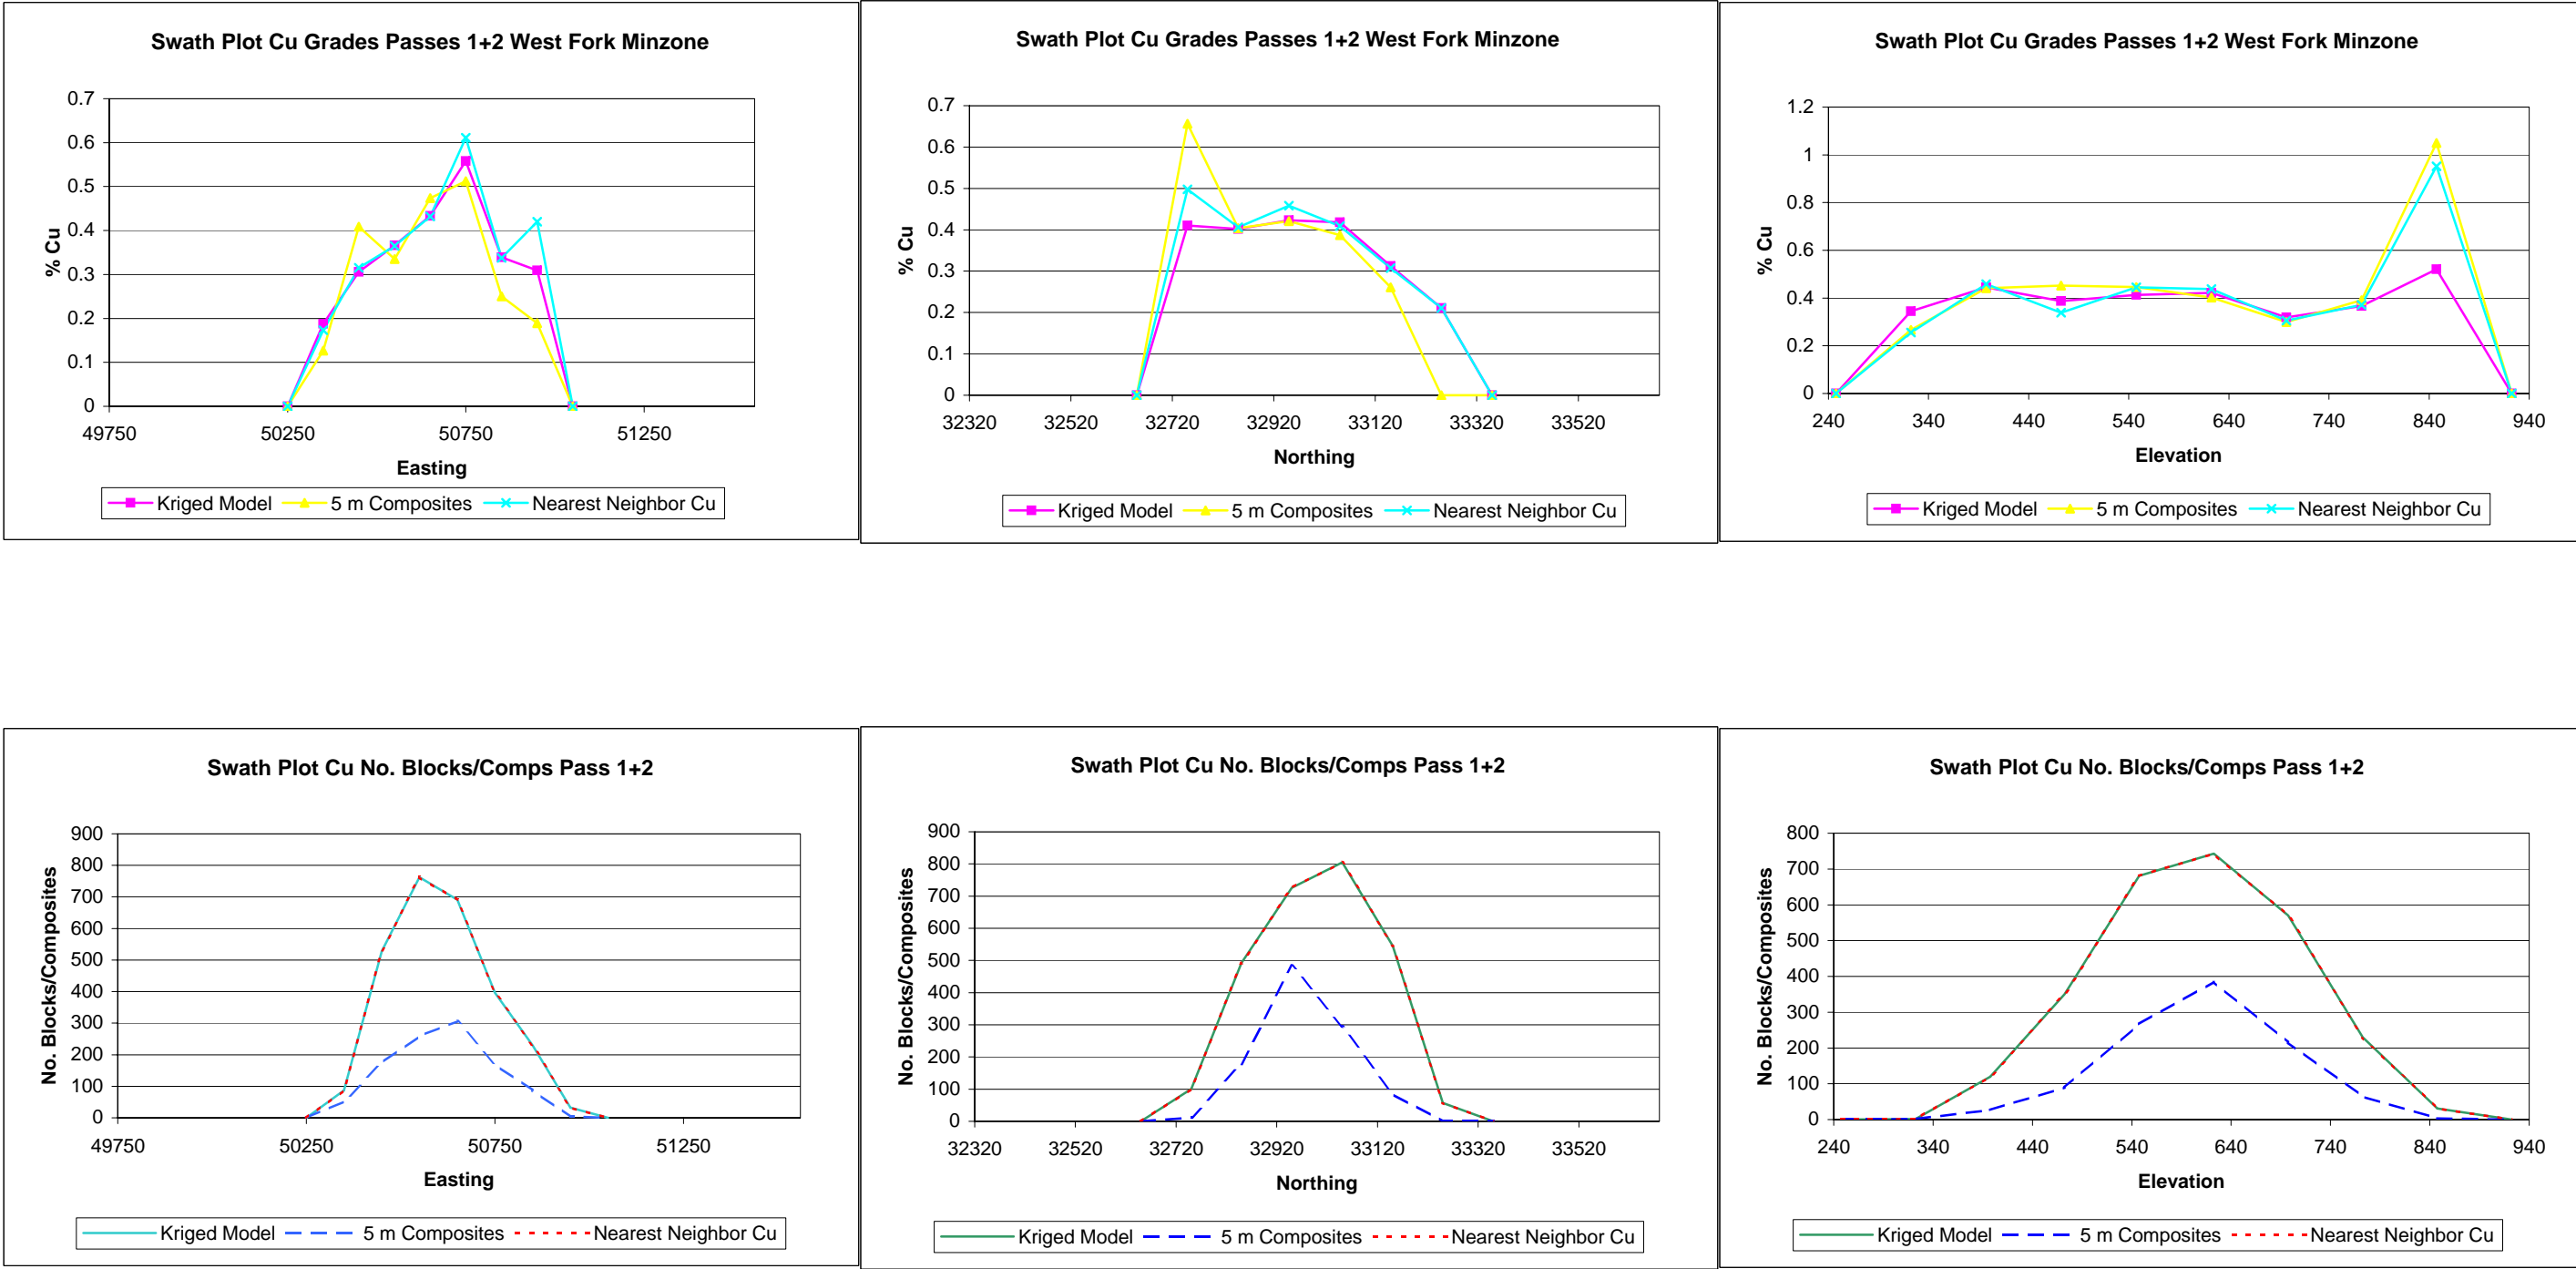 Swath Plot Cu Grades Passes 1+2 West Fork Minzone
0.7
0.6
0.5
0.4
0.3
0.2
0.1
0
% Cu
49750 50250 50750 51250
Easting
Kriged Model 5 m Composites Nearest Neighbor Cu
Swath Plot Cu Grades Passes 1+2 West Fork Minzone
0.7
0.6
0.5
0.4
0.3
0.2
0.1
0
% Cu
32320 32520 32720 32920 33120 33320 33520
Northing
Kriged Model 5 m Composites Nearest Neighbor Cu
Swath Plot Cu Grades Passes 1+2 West Fork Minzone
1.2
1
0.8
0.6
0.4
0.2
0
% Cu
240 340 440 540 640 740 840 940
Elevation
Kriged Model 5 m Composites Nearest Neighbor Cu
Swath Plot Cu No. Blocks/Comps Pass 1+2
900
800
700
600
500
400
300
200
100
0
No. Blocks/Composites
49750 50250 50750 51250
Easting
Kriged Model 5 m Composites Nearest Neighbor Cu
Swath Plot Cu No. Blocks/Comps Pass 1+2
900
800
700
600
500
400
300
200
100
0
No. Blocks/Composites
32320 32520 32720 32920 33120 33320 33520
Northing
Kriged Model 5 m Composites Nearest Neighbor Cu
Swath Plot Cu No. Blocks/Comps Pass 1+2
800
700
600
500
400
300
200
100
0
No. Blocks/Composites
240 340 440 540 640 740 840 940
Elevation
Kriged Model 5 m Composites Nearest Neighbor Cu